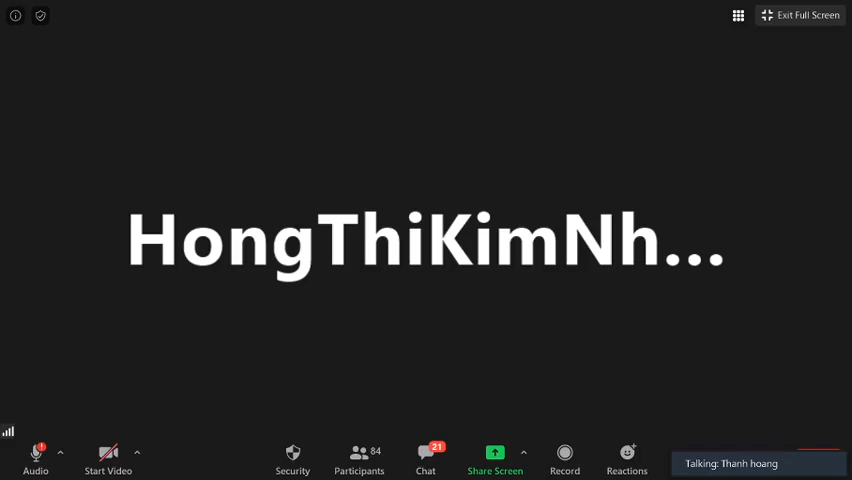 Exit Full Screen
HongThiKimNh...
84
21
Audio
Start Video
Security
Participants
Chat
Share Screen
Record
Reactions
Talking: Thanh hoang